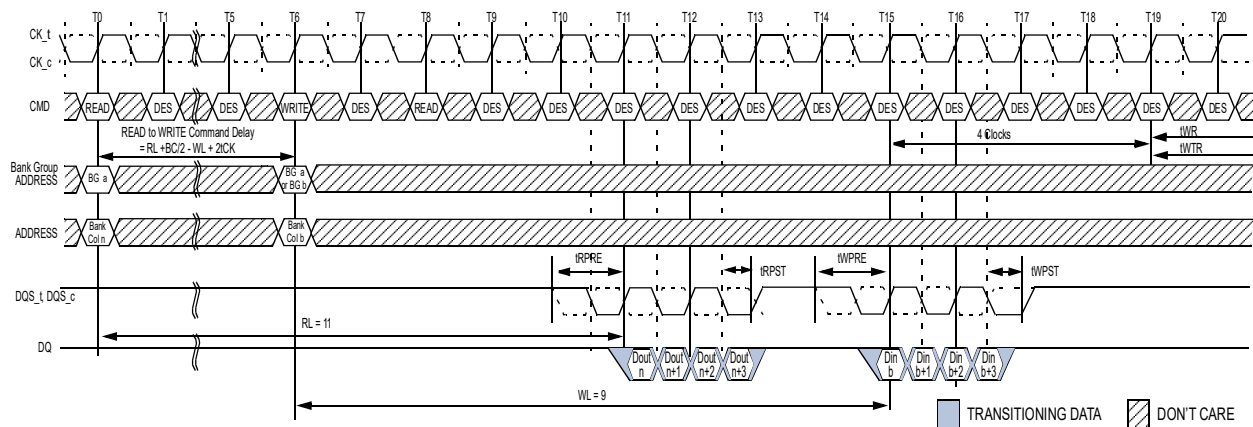 T0 T1 T5 T6 T7 T8 T9 T10 T11 T12 T13 T14 T15 T16 T17 T18 T19 T20
CK_t
CK_c
CMD READ DES DES WRITE DES READ DES DES DES DES DES DES DES DES DES DES DES DES
READ to WRITE Command Delay
= RL +BC/2 - WL + 2tCK
4 Clocks
tWR
tWTR
Bank Group
ADDRESS
BG a
BG a
or BG b
ADDRESS
Bank
Col n
Bank
Col b
tRPRE tRPST tWPRE tWPST
DQS_t, DQS_c
RL = 11
DQ
Dout
n
Dout
n+1
Dout
n+2
Dout
n+3
Din
b
Din
b+1
Din
b+2
Din
b+3
WL = 9
TRANSITIONING DATA DON'T CARE